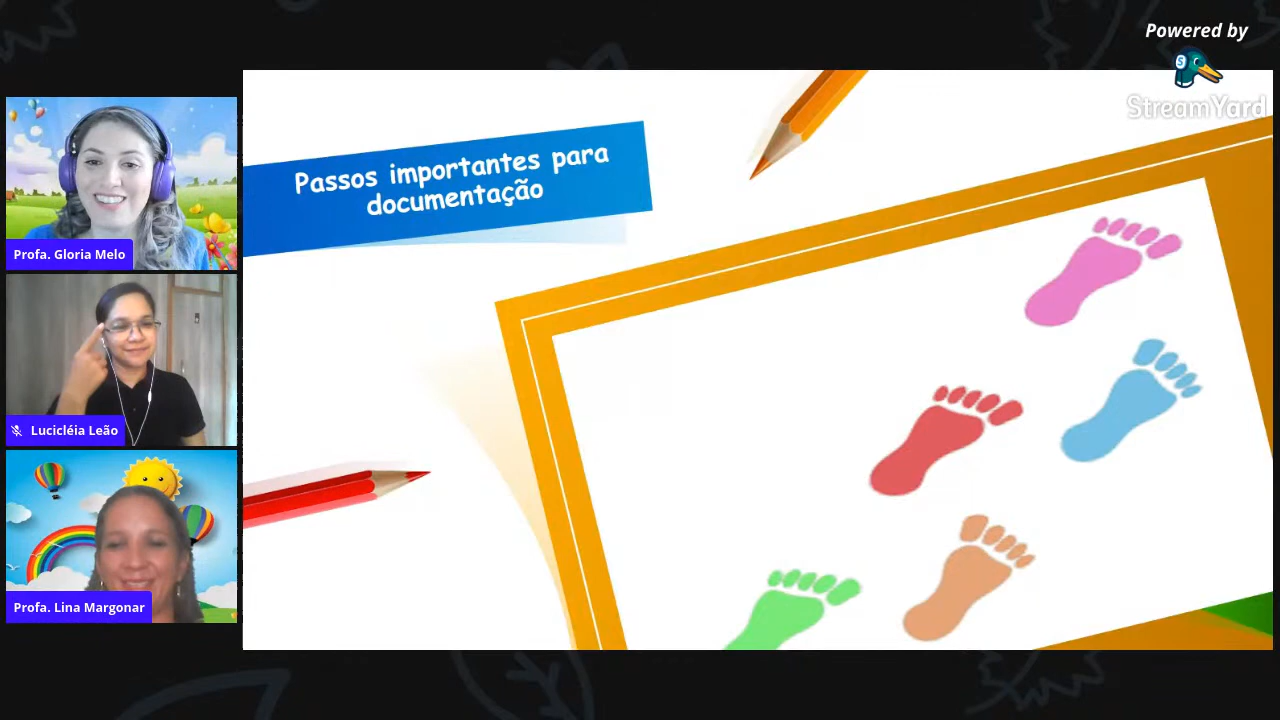 Powered by
StreamYard
Passos importantes para
documentação
Profa. Gloria Melo
Lucicléia Leão
Profa. Lina Margonar